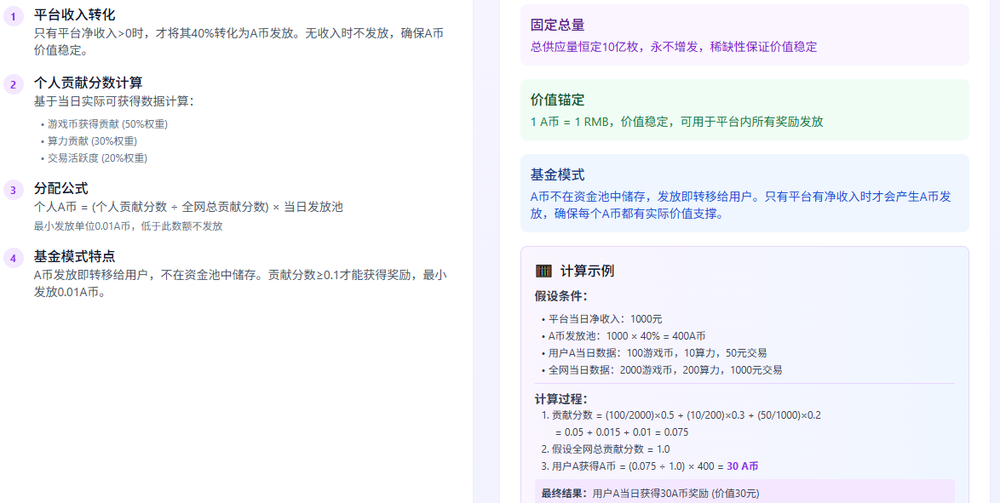 1
平台收入转化
只有平台净收入>0时，才将其40%转化为A币发放。无收入时不发放，确保A币
价值稳定。
2
个人贡献分数计算
基于当日实际可获得数据计算：
• 游戏币获得贡献 (50%权重)
• 算力贡献 (30%权重)
• 交易活跃度 (20%权重)
3
分配公式
个人A币 = (个人贡献分数 ÷ 全网总贡献分数) × 当日发放池
最小发放单位0.01A币，低于此数额不发放
4
基金模式特点
A币发放即转移给用户，不在资金池中储存。贡献分数≥0.1才能获得奖励，最小
发放0.01A币。
固定总量
总供应量恒定10亿枚，永不增发，稀缺性保证价值稳定
价值锚定
1 A币 = 1 RMB，价值稳定，可用于平台内所有奖励发放
基金模式
A币不在资金池中储存，发放即转移给用户。只有平台有净收入时才会产生A币发
放，确保每个A币都有实际价值支撑。
计算示例
假设条件：
• 平台当日净收入：1000元
• A币发放池：1000 × 40% = 400A币
• 用户A当日数据：100游戏币，10算力，50元交易
• 全网当日数据：2000游戏币，200算力，1000元交易
计算过程：
1. 贡献分数 = (100/2000)×0.5 + (10/200)×0.3 + (50/1000)×0.2
= 0.05 + 0.015 + 0.01 = 0.075
2. 假设全网总贡献分数 = 1.0
3. 用户A获得A币 = (0.075 ÷ 1.0) × 400 = 30 A币
最终结果：用户A当日获得30A币奖励 (价值30元)